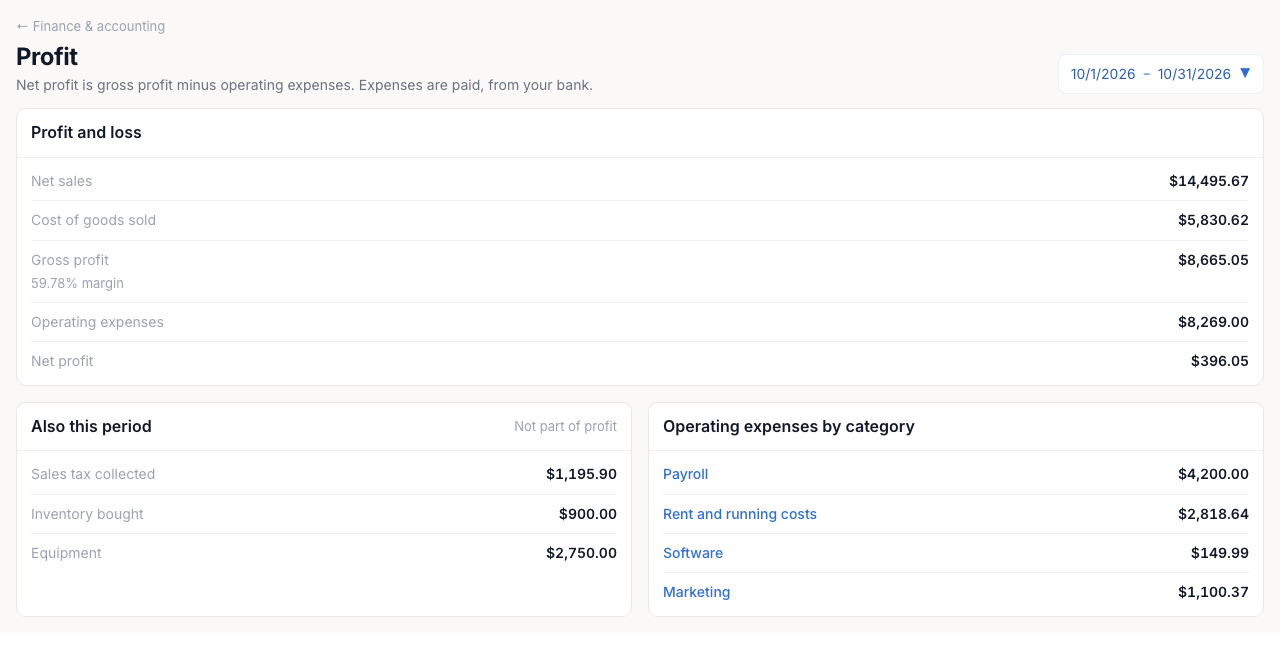 ← Finance & accounting
Profit
Net profit is gross profit minus operating expenses. Expenses are paid, from your bank.
10/1/2026 – 10/31/2026 ▼
Profit and loss
Net sales $14,495.67
Cost of goods sold $5,830.62
Gross profit $8,665.05
59.78% margin
Operating expenses $8,269.00
Net profit $396.05
Also this period Not part of profit
Sales tax collected $1,195.90
Inventory bought $900.00
Equipment $2,750.00
Operating expenses by category
Payroll $4,200.00
Rent and running costs $2,818.64
Software $149.99
Marketing $1,100.37